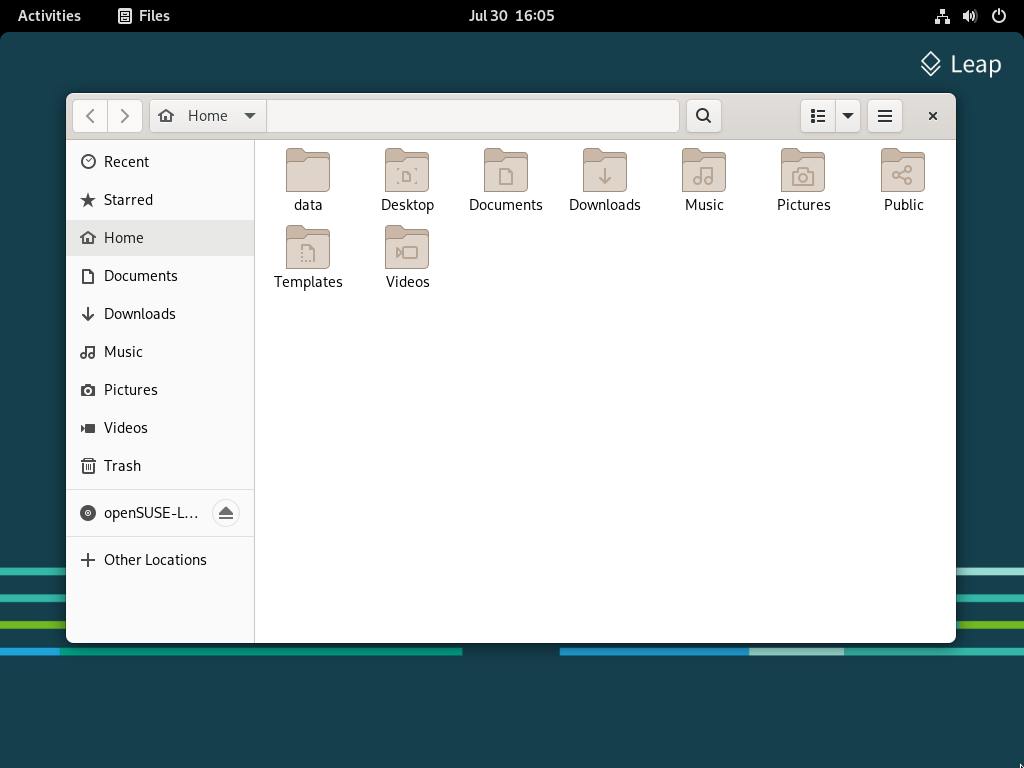 Activities Files Jul 30 16:05
Leap
Home
Recent
Starred
Home
Documents
Downloads
Music
Pictures
Videos
Trash
openSUSE-L...
Other Locations
data Desktop Documents Downloads Music Pictures Public
Templates Videos